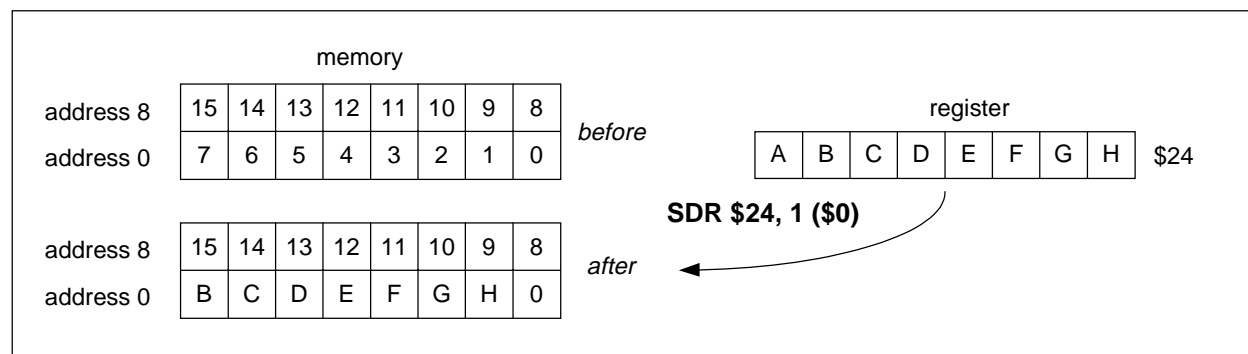 memory
address 8 15 14 13 12 11 10 9 8
address 0 7 6 5 4 3 2 1 0
before
register
A B C D E F G H $24
SDR $24, 1 ($0)
address 8 15 14 13 12 11 10 9 8
address 0 B C D E F G H 0
after